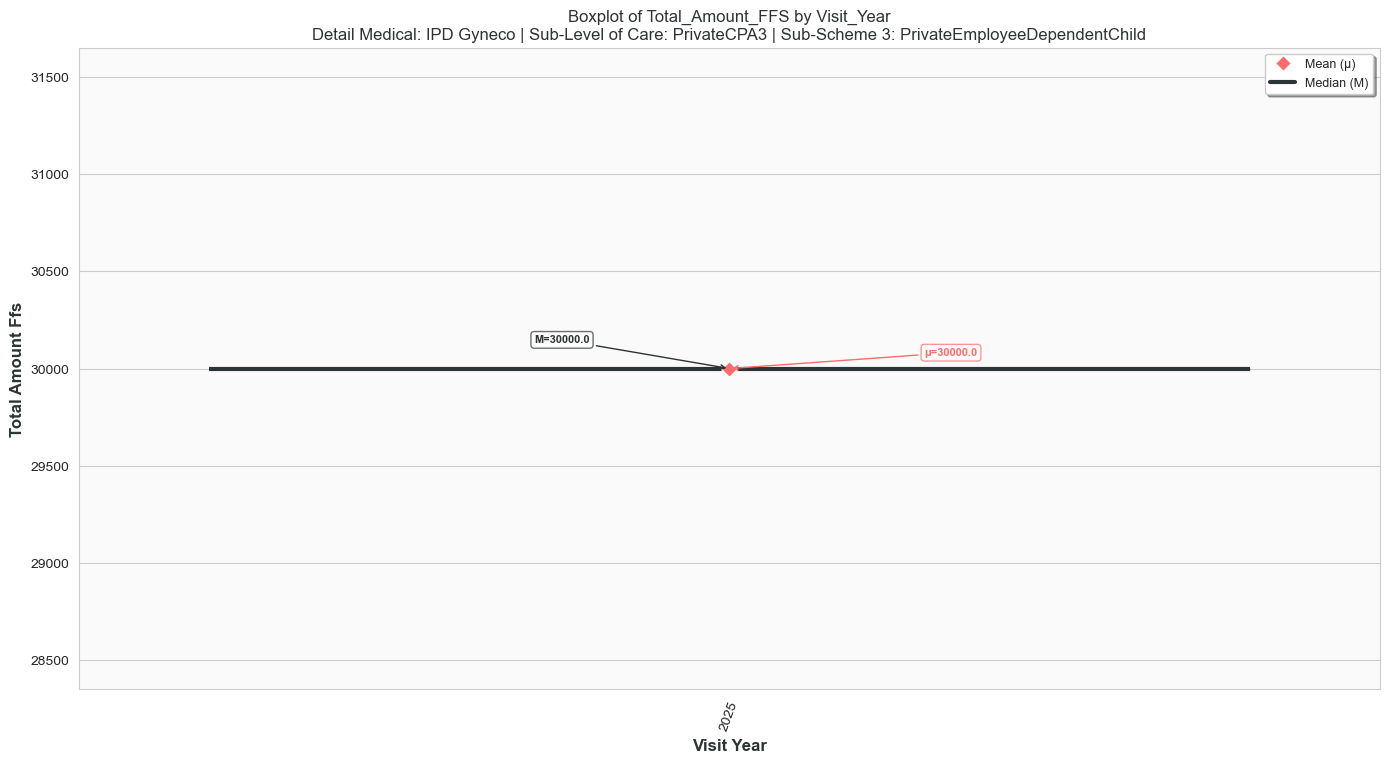 Boxplot of Total_Amount_FFS by Visit_Year
Detail Medical: IPD Gyneco | Sub-Level of Care: PrivateCPA3 | Sub-Scheme 3: PrivateEmployeeDependentChild
Mean (μ)
Median (M)
31500
31000
30500
30000
29500
29000
28500
Total Amount Ffs
M=30000.0
μ=30000.0
2025
Visit Year